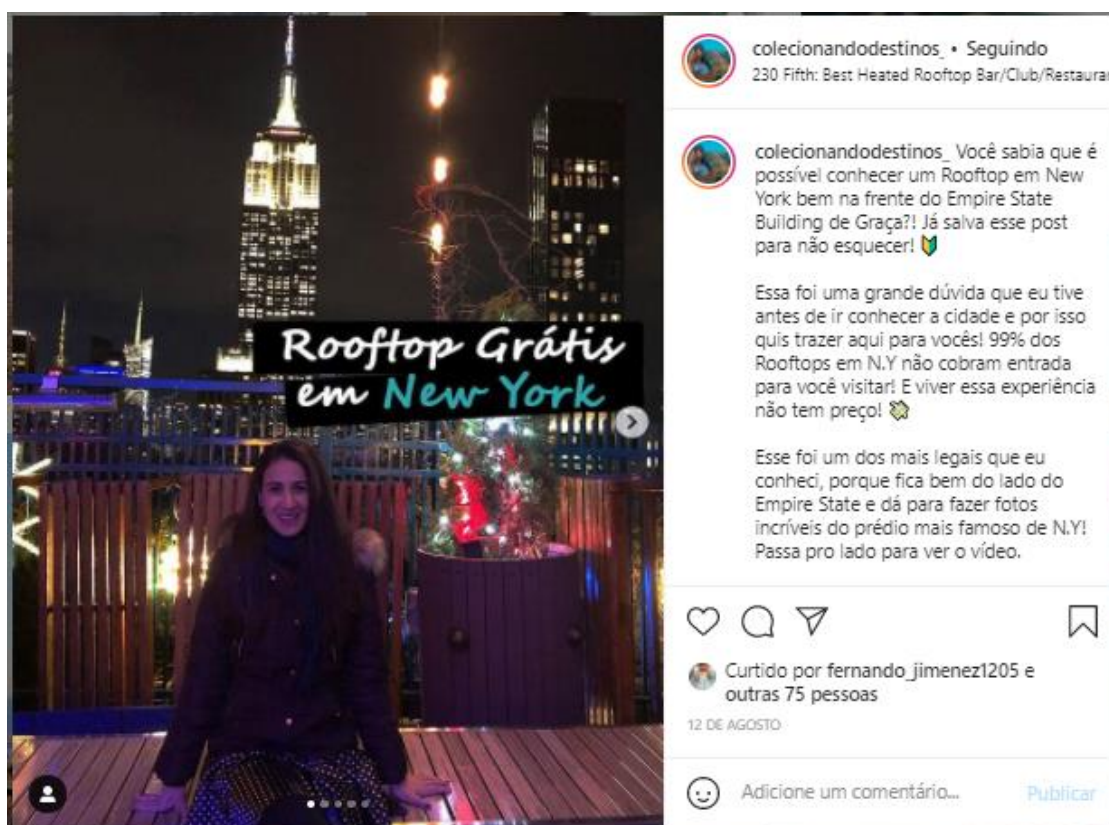 Rooftop Grátis
em New York
colecionandodestinos_ • Seguindo
230 Fifth: Best Heated Rooftop Bar/Club/Restauran
colecionandodestinos_ Você sabia que é
possível conhecer um Rooftop em New
York bem na frente do Empire State
Building de Graça?! Já salva esse post
para não esquecer! 🔰
Essa foi uma grande dúvida que eu tive
antes de ir conhecer a cidade e por isso
quis trazer aqui para vocês! 99% dos
Rooftops em N.Y não cobram entrada
para você visitar! E viver essa experiência
não tem preço! 💸
Esse foi um dos mais legais que eu
conheci, porque fica bem do lado do
Empire State e dá para fazer fotos
incríveis do prédio mais famoso de N.Y!
Passa pro lado para ver o vídeo.
Curtido por fernando_jimenez1205 e
outras 75 pessoas
12 DE AGOSTO
Adicione um comentário... Publicar